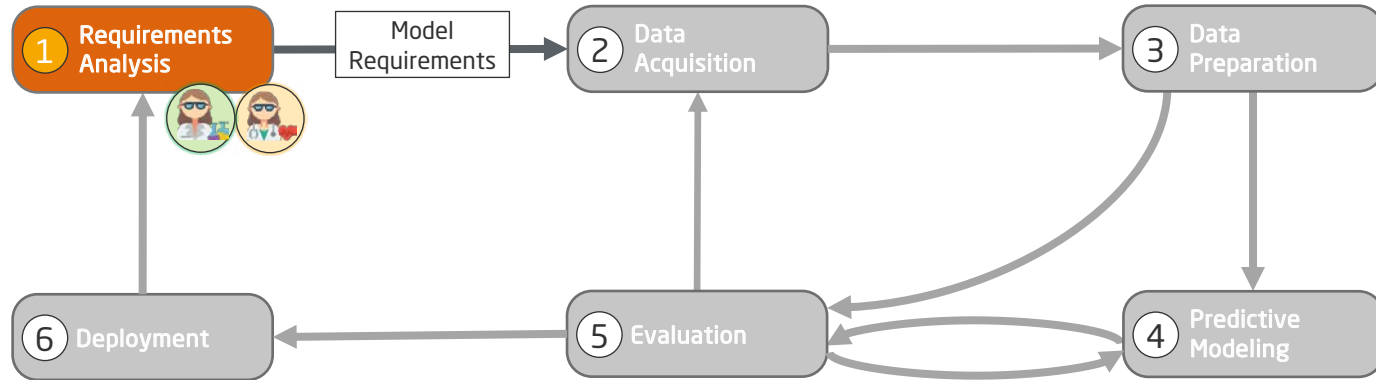 1
Requirements
Analysis
Model
Requirements
2
Data
Acquisition
3
Data
Preparation
6
Deployment
5
Evaluation
4
Predictive
Modeling